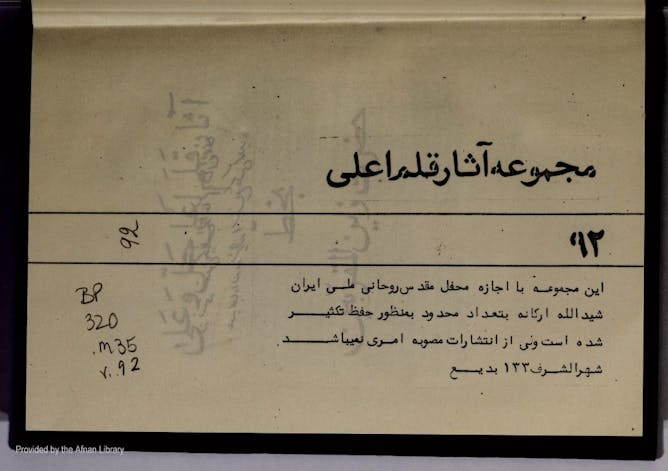 مجموعه آثار قلم اعلی
۹۲
92
این مجموعه با اجازه محفل مقدس روحانی ملی ایران
شیدالله ارکانه بتعداد محدود بمنظور حفظ تکثیر
شده است ولی از انتشارات مصوبه امری نمیباشد
شهرالشرف ۱۳۳ بدیع
BP
320
.M35
v.92
Provided by the Afnan Library